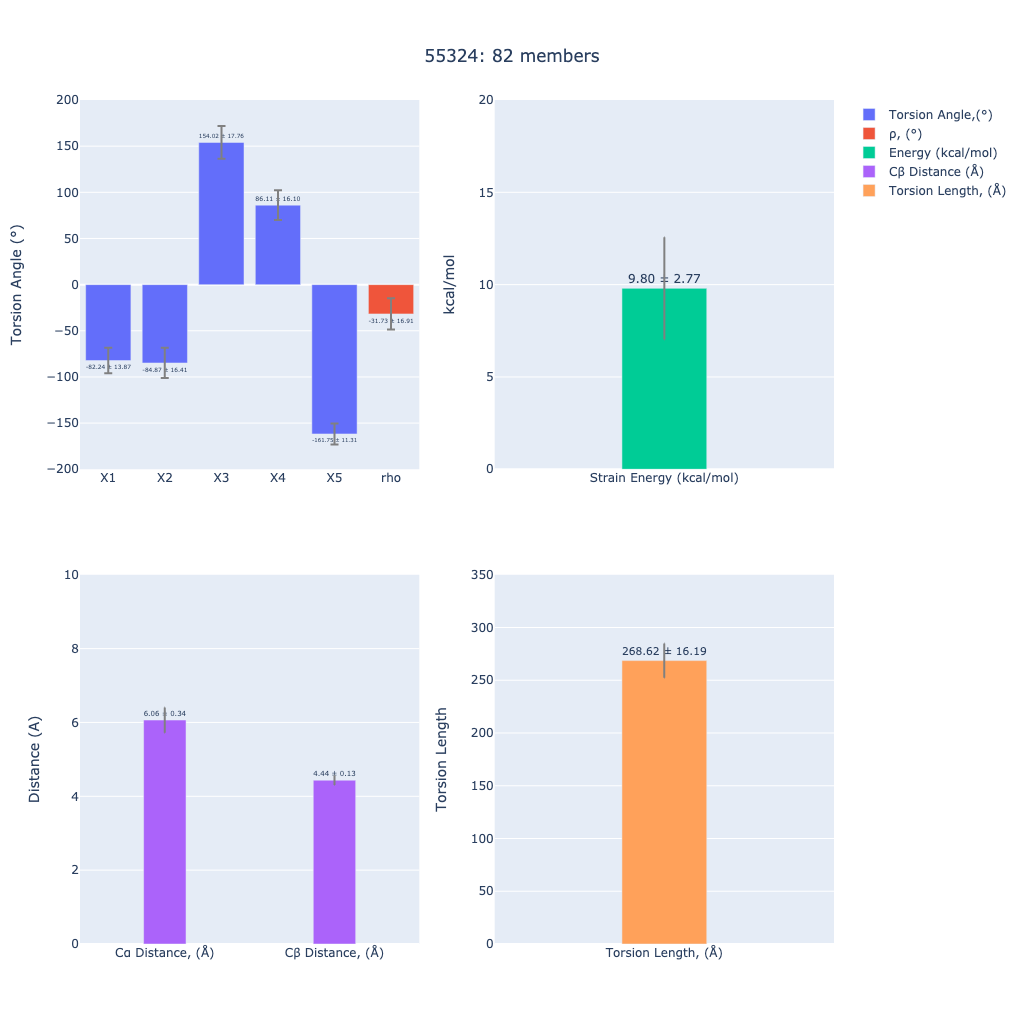 55324: 82 members
Torsion Angle (°)
200
150
100
50
0
−50
−100
−150
−200
-82.24 ± 13.87
-84.87 ± 16.41
154.02 ± 17.76
86.11 ± 16.10
-161.75 ± 11.31
-31.73 ± 16.91
X1 X2 X3 X4 X5 rho
kcal/mol
20
15
10
5
0
9.80 ± 2.77
Strain Energy (kcal/mol)
Torsion Angle,(°)
ρ, (°)
Energy (kcal/mol)
Cβ Distance (Å)
Torsion Length, (Å)
Distance (A)
10
8
6
4
2
0
6.06 ± 0.34
4.44 ± 0.13
Cα Distance, (Å) Cβ Distance, (Å)
Torsion Length
350
300
250
200
150
100
50
0
268.62 ± 16.19
Torsion Length, (Å)